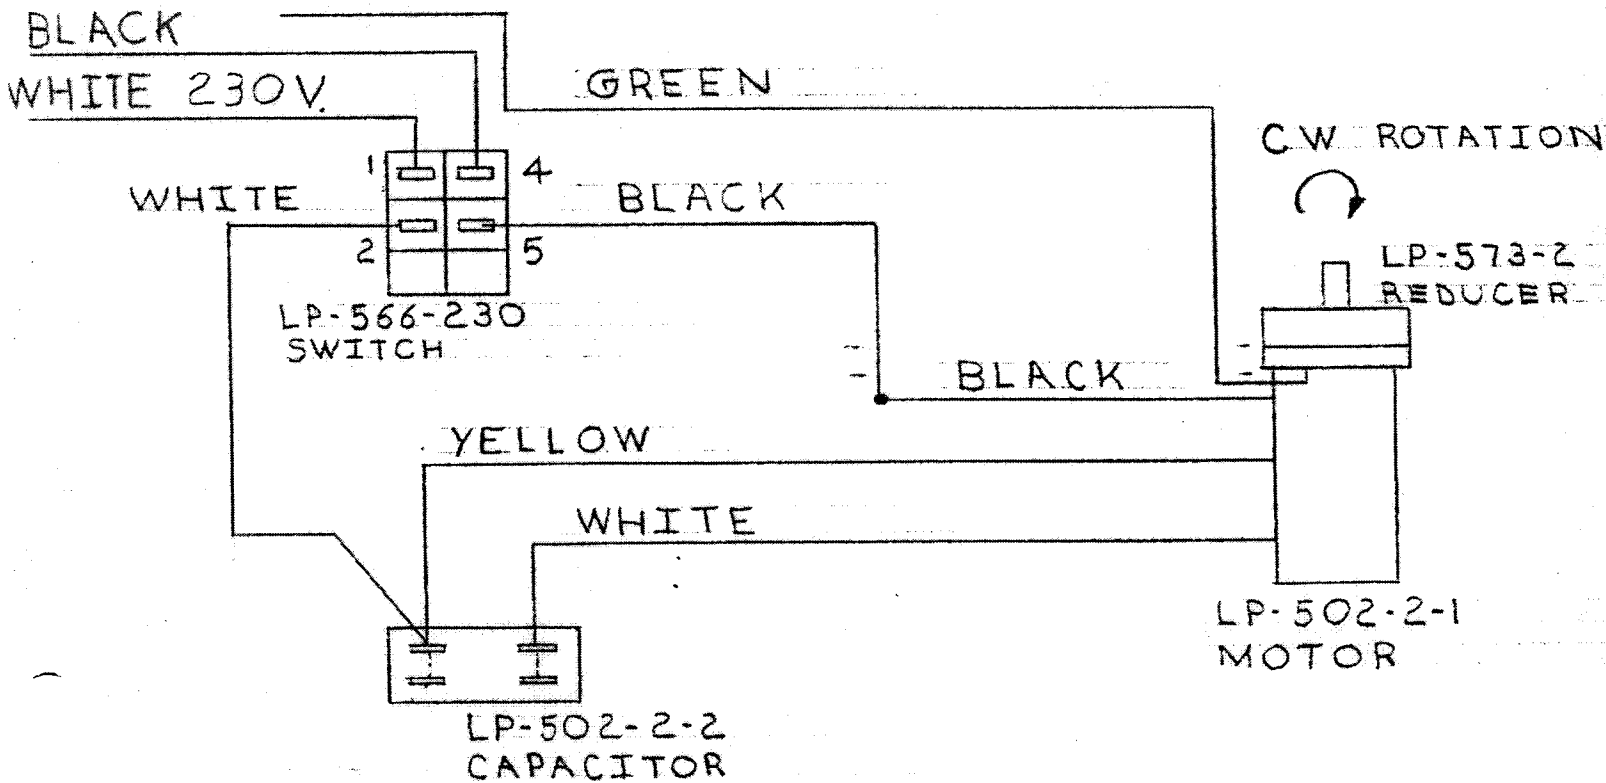 BLACK
WHITE 230V.
GREEN
CW ROTATION
1
4
WHITE
BLACK
2
5
LP-573-2
REDUCER
LP-566-230
SWITCH
BLACK
YELLOW
WHITE
LP-502-2-1
MOTOR
LP-502-2-2
CAPACITOR